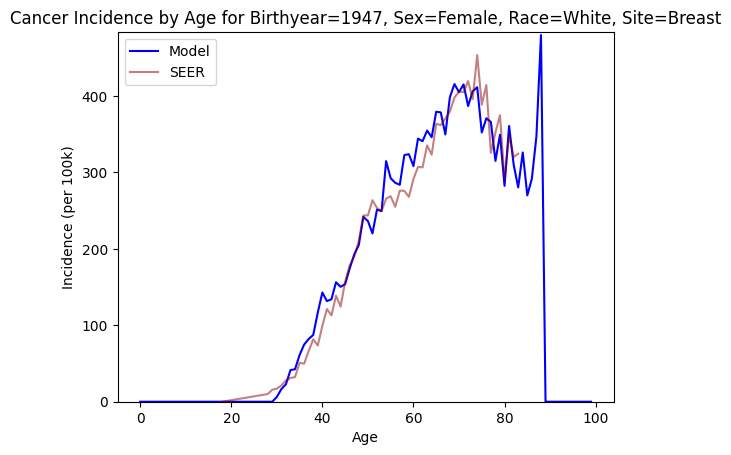 Cancer Incidence by Age for Birthyear=1947, Sex=Female, Race=White, Site=Breast
Model
SEER
400
300
200
100
0
Incidence (per 100k)
0 20 40 60 80 100
Age